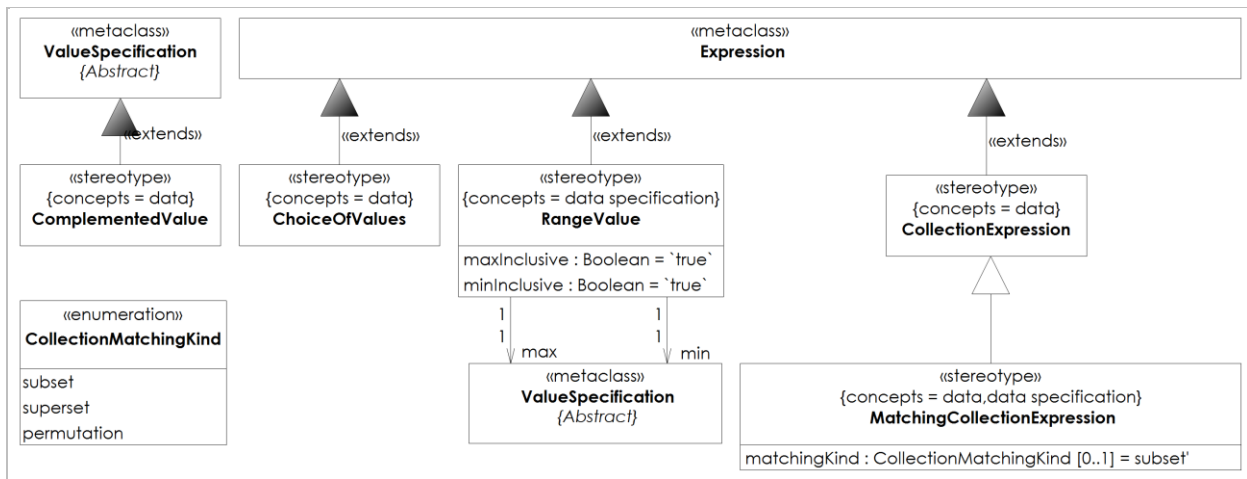 «metaclass»
ValueSpecification
{Abstract}
«metaclass»
Expression
«extends»
«extends»
«extends»
«extends»
«stereotype»
{concepts = data}
ComplementedValue
«stereotype»
{concepts = data}
ChoiceOfValues
«stereotype»
{concepts = data specification}
RangeValue
maxInclusive : Boolean = `true`
minInclusive : Boolean = `true`
«stereotype»
{concepts = data}
CollectionExpression
«enumeration»
CollectionMatchingKind
subset
superset
permutation
1
1
max
1
1
min
«metaclass»
ValueSpecification
{Abstract}
«stereotype»
{concepts = data,data specification}
MatchingCollectionExpression
matchingKind : CollectionMatchingKind [0..1] = subset'